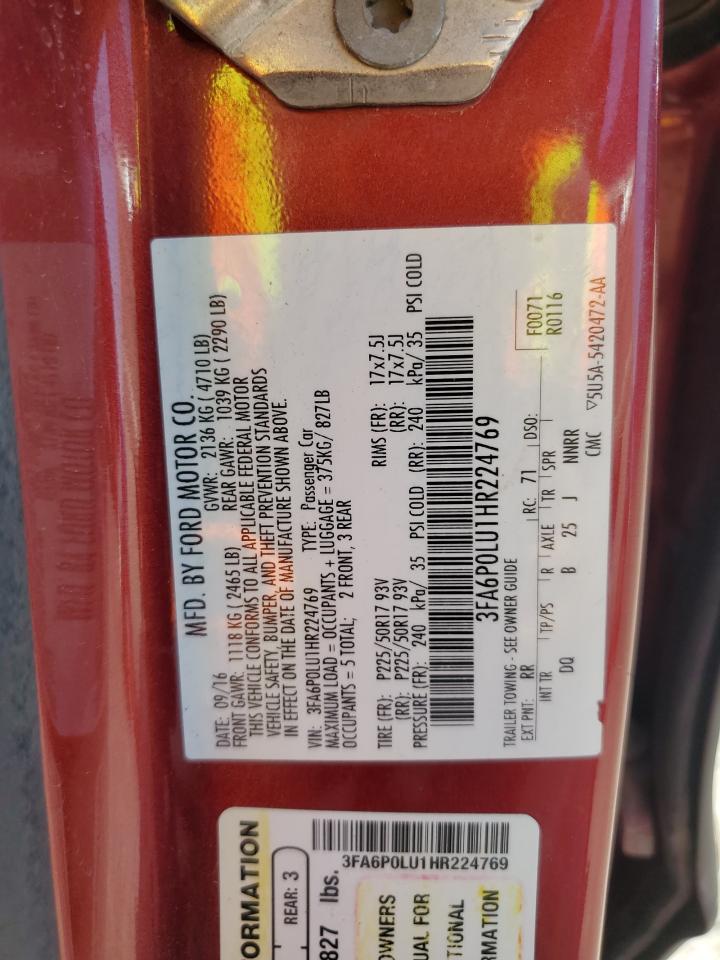 MFD. BY FORD MOTOR CO.
DATE: 09/16 GVWR: 2136 KG ( 4710 LB)
FRONT GAWR: 1118 KG ( 2465 LB) REAR GAWR: 1039 KG ( 2290 LB)
THIS VEHICLE CONFORMS TO ALL APPLICABLE FEDERAL MOTOR
VEHICLE SAFETY, BUMPER, AND THEFT PREVENTION STANDARDS
IN EFFECT ON THE DATE OF MANUFACTURE SHOWN ABOVE.
VIN: 3FA6P0LU1HR224769 TYPE: Passenger Car
MAXIMUM LOAD = OCCUPANTS + LUGGAGE = 375KG/ 827LB
OCCUPANTS = 5 TOTAL; 2 FRONT, 3 REAR
TIRE (FR): P225/50R17 93V RIMS (FR): 17x7.5J
(RR): P225/50R17 93V (RR): 17x7.5J
PRESSURE (FR): 240 kPa/ 35 PSI COLD (RR): 240 kPa/ 35 PSI COLD
3FA6P0LU1HR224769
TRAILER TOWING - SEE OWNER GUIDE F0071
EXT PNT: RR RC: 71 DSO: R0116
INT TR TP/PS R AXLE TR SPR
DQ B 25 J NNRR
CMC ▽5U5A-5420472-AA
ORMATION
REAR: 3
827 lbs.
3FA6P0LU1HR224769
OWNERS
UAL FOR
TIONAL
RMATION